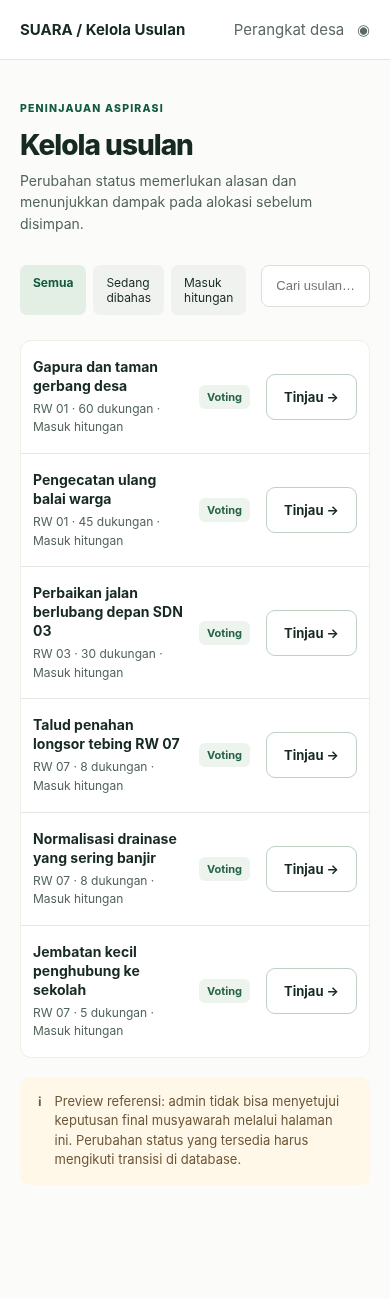 SUARA / Kelola Usulan
Perangkat desa ◉
PENINJAUAN ASPIRASI
Kelola usulan
Perubahan status memerlukan alasan dan
menunjukkan dampak pada alokasi sebelum
disimpan.
Semua
Sedang
dibahas
Masuk
hitungan
Cari usulan...
Gapura dan taman
gerbang desa
RW 01 · 60 dukungan ·
Masuk hitungan
Voting
Tinjau →
Pengecatan ulang
balai warga
RW 01 · 45 dukungan ·
Masuk hitungan
Voting
Tinjau →
Perbaikan jalan
berlubang depan SDN
03
RW 03 · 30 dukungan ·
Masuk hitungan
Voting
Tinjau →
Talud penahan
longsor tebing RW 07
RW 07 · 8 dukungan ·
Masuk hitungan
Voting
Tinjau →
Normalisasi drainase
yang sering banjir
RW 07 · 8 dukungan ·
Masuk hitungan
Voting
Tinjau →
Jembatan kecil
penghubung ke
sekolah
RW 07 · 5 dukungan ·
Masuk hitungan
Voting
Tinjau →
i Preview referensi: admin tidak bisa menyetujui
keputusan final musyawarah melalui halaman
ini. Perubahan status yang tersedia harus
mengikuti transisi di database.